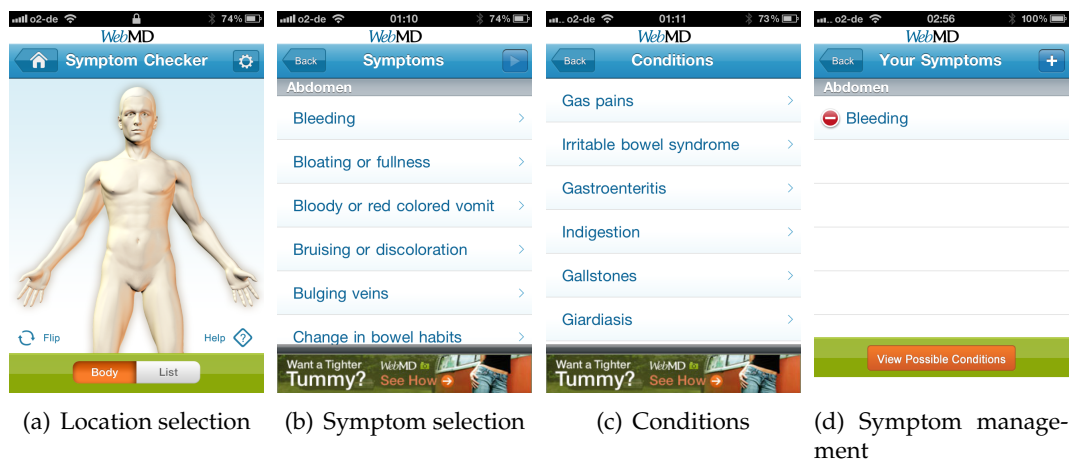 o2-de 74%
WebMD
Symptom Checker
Flip
Help ?
Body List
(a) Location selection
o2-de 01:10 74%
WebMD
Back Symptoms
Abdomen
Bleeding
Bloating or fullness
Bloody or red colored vomit
Bruising or discoloration
Bulging veins
Change in bowel habits
Want a Tighter WebMD
Tummy? See How
(b) Symptom selection
o2-de 01:11 73%
WebMD
Back Conditions
Gas pains
Irritable bowel syndrome
Gastroenteritis
Indigestion
Gallstones
Giardiasis
Want a Tighter WebMD
Tummy? See How
(c) Conditions
o2-de 02:56 100%
WebMD
Back Your Symptoms +
Abdomen
Bleeding
View Possible Conditions
(d) Symptom manage-
ment